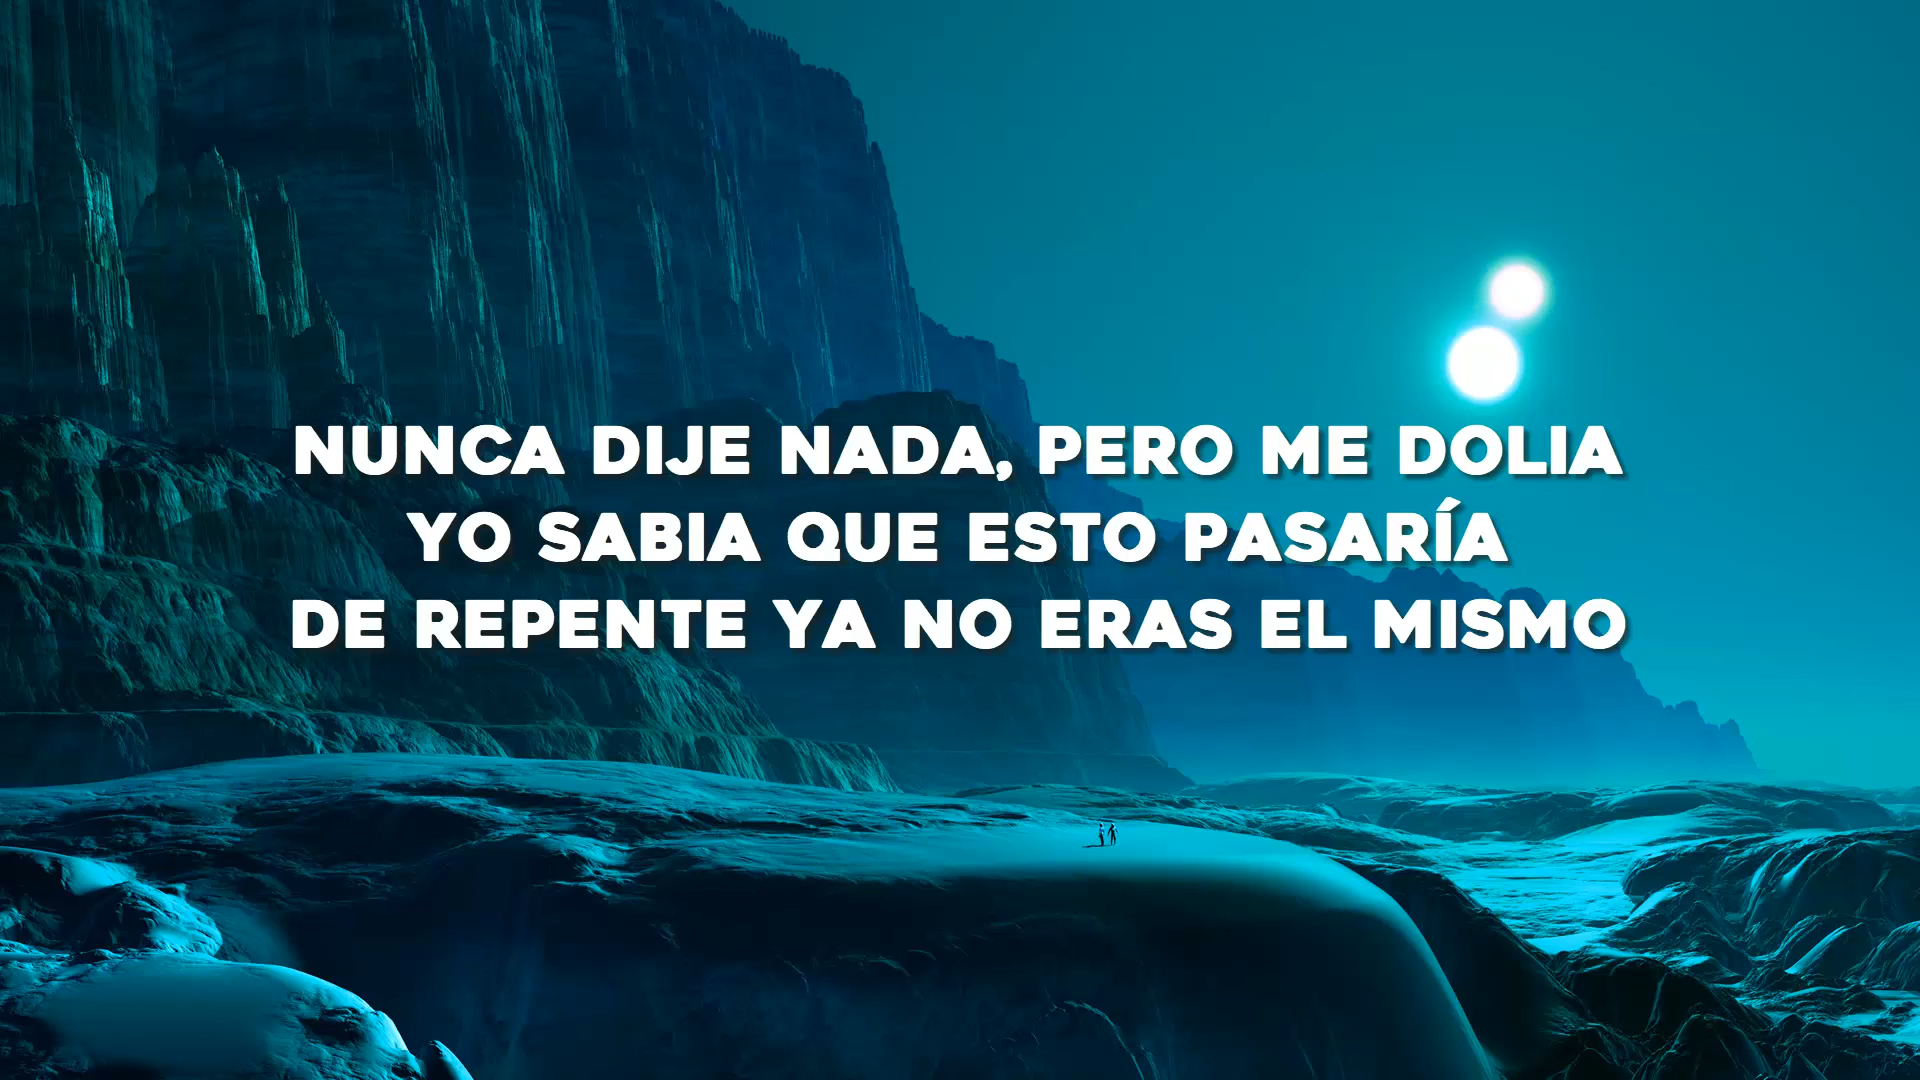 NUNCA DIJE NADA, PERO ME DOLIA
YO SABIA QUE ESTO PASARÍA
DE REPENTE YA NO ERAS EL MISMO